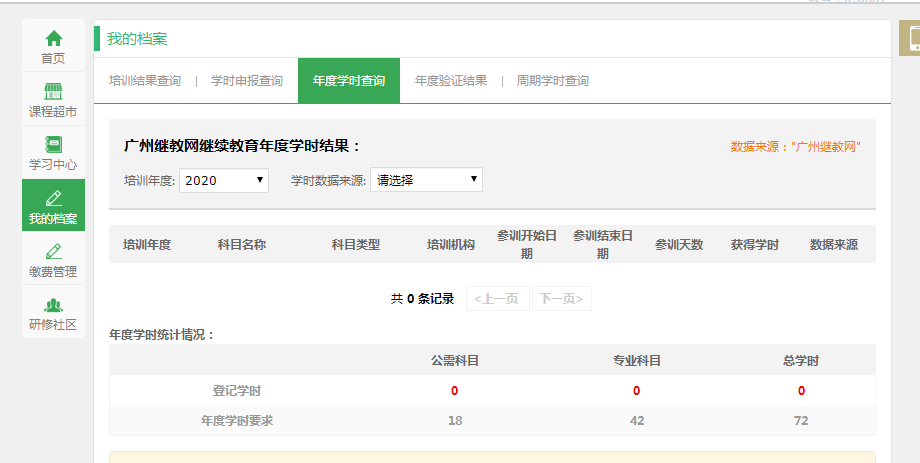 首页
课程超市
学习中心
我的档案
缴费管理
研修社区
我的档案
培训结果查询 | 学时申报查询 年度学时查询 年度验证结果 | 周期学时查询
广州继教网继续教育年度学时结果： 数据来源："广州继教网"
培训年度: 2020 学时数据来源: 请选择
培训年度 科目名称 科目类型 培训机构 参训开始日期 参训结束日期 参训天数 获得学时 数据来源
共 0 条记录 <上一页 下一页>
年度学时统计情况：
公需科目 专业科目 总学时
登记学时 0 0 0
年度学时要求 18 42 72